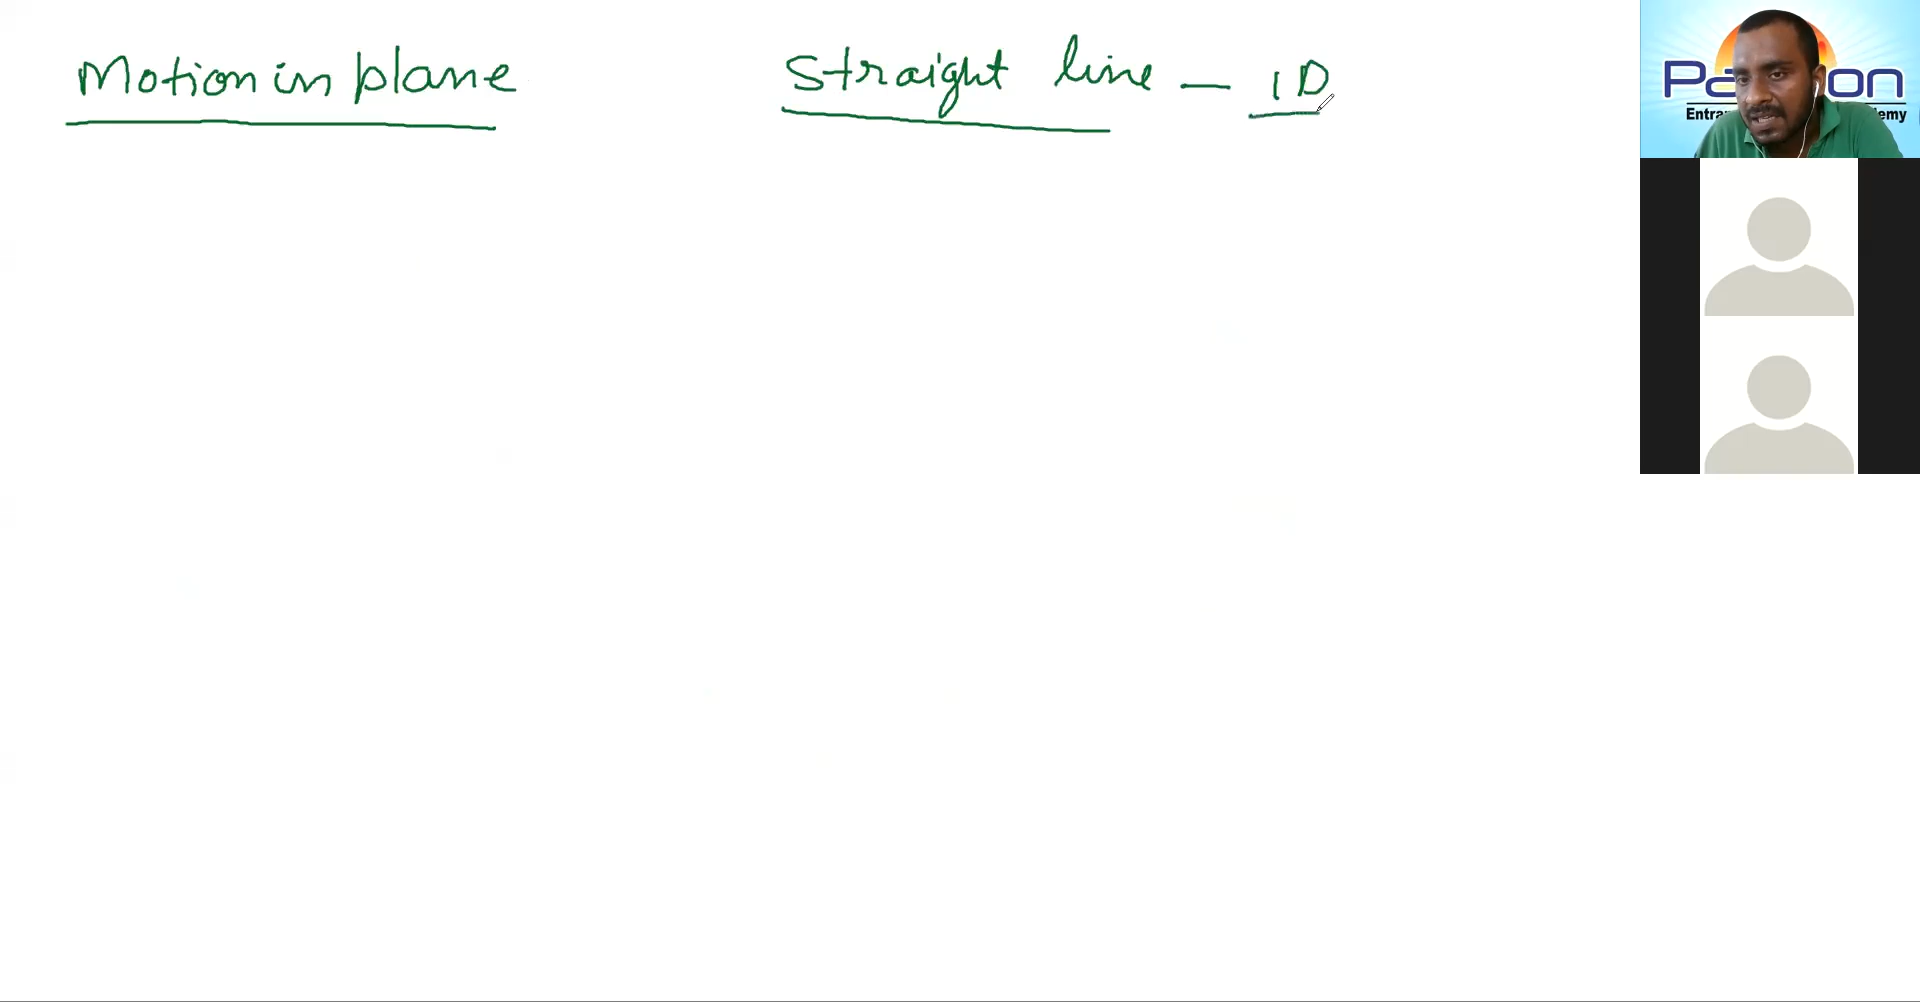 Motion in plane
Straight line — 1D